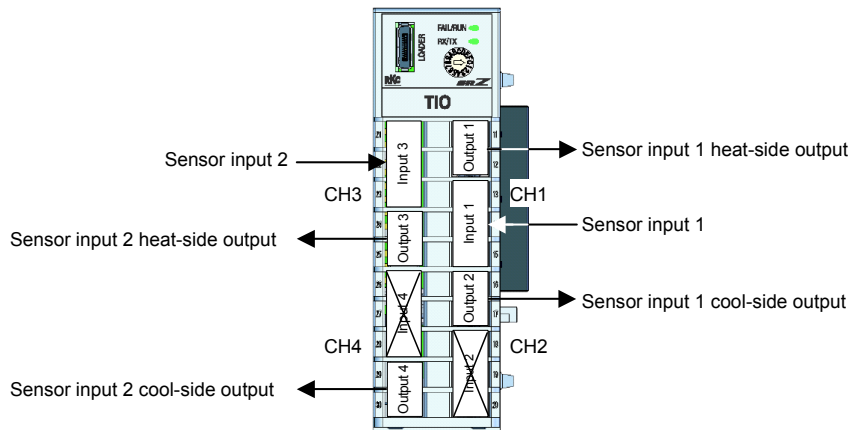 FAIL/RUN
RX/TX
LOADER
RKC
SRZ
TIO
Sensor input 2
Input 3
Output 1
Sensor input 1 heat-side output
CH3
CH1
Input 1
Sensor input 1
Sensor input 2 heat-side output
Output 3
Input 4
Output 2
Sensor input 1 cool-side output
CH4
CH2
Input 2
Sensor input 2 cool-side output
Output 4